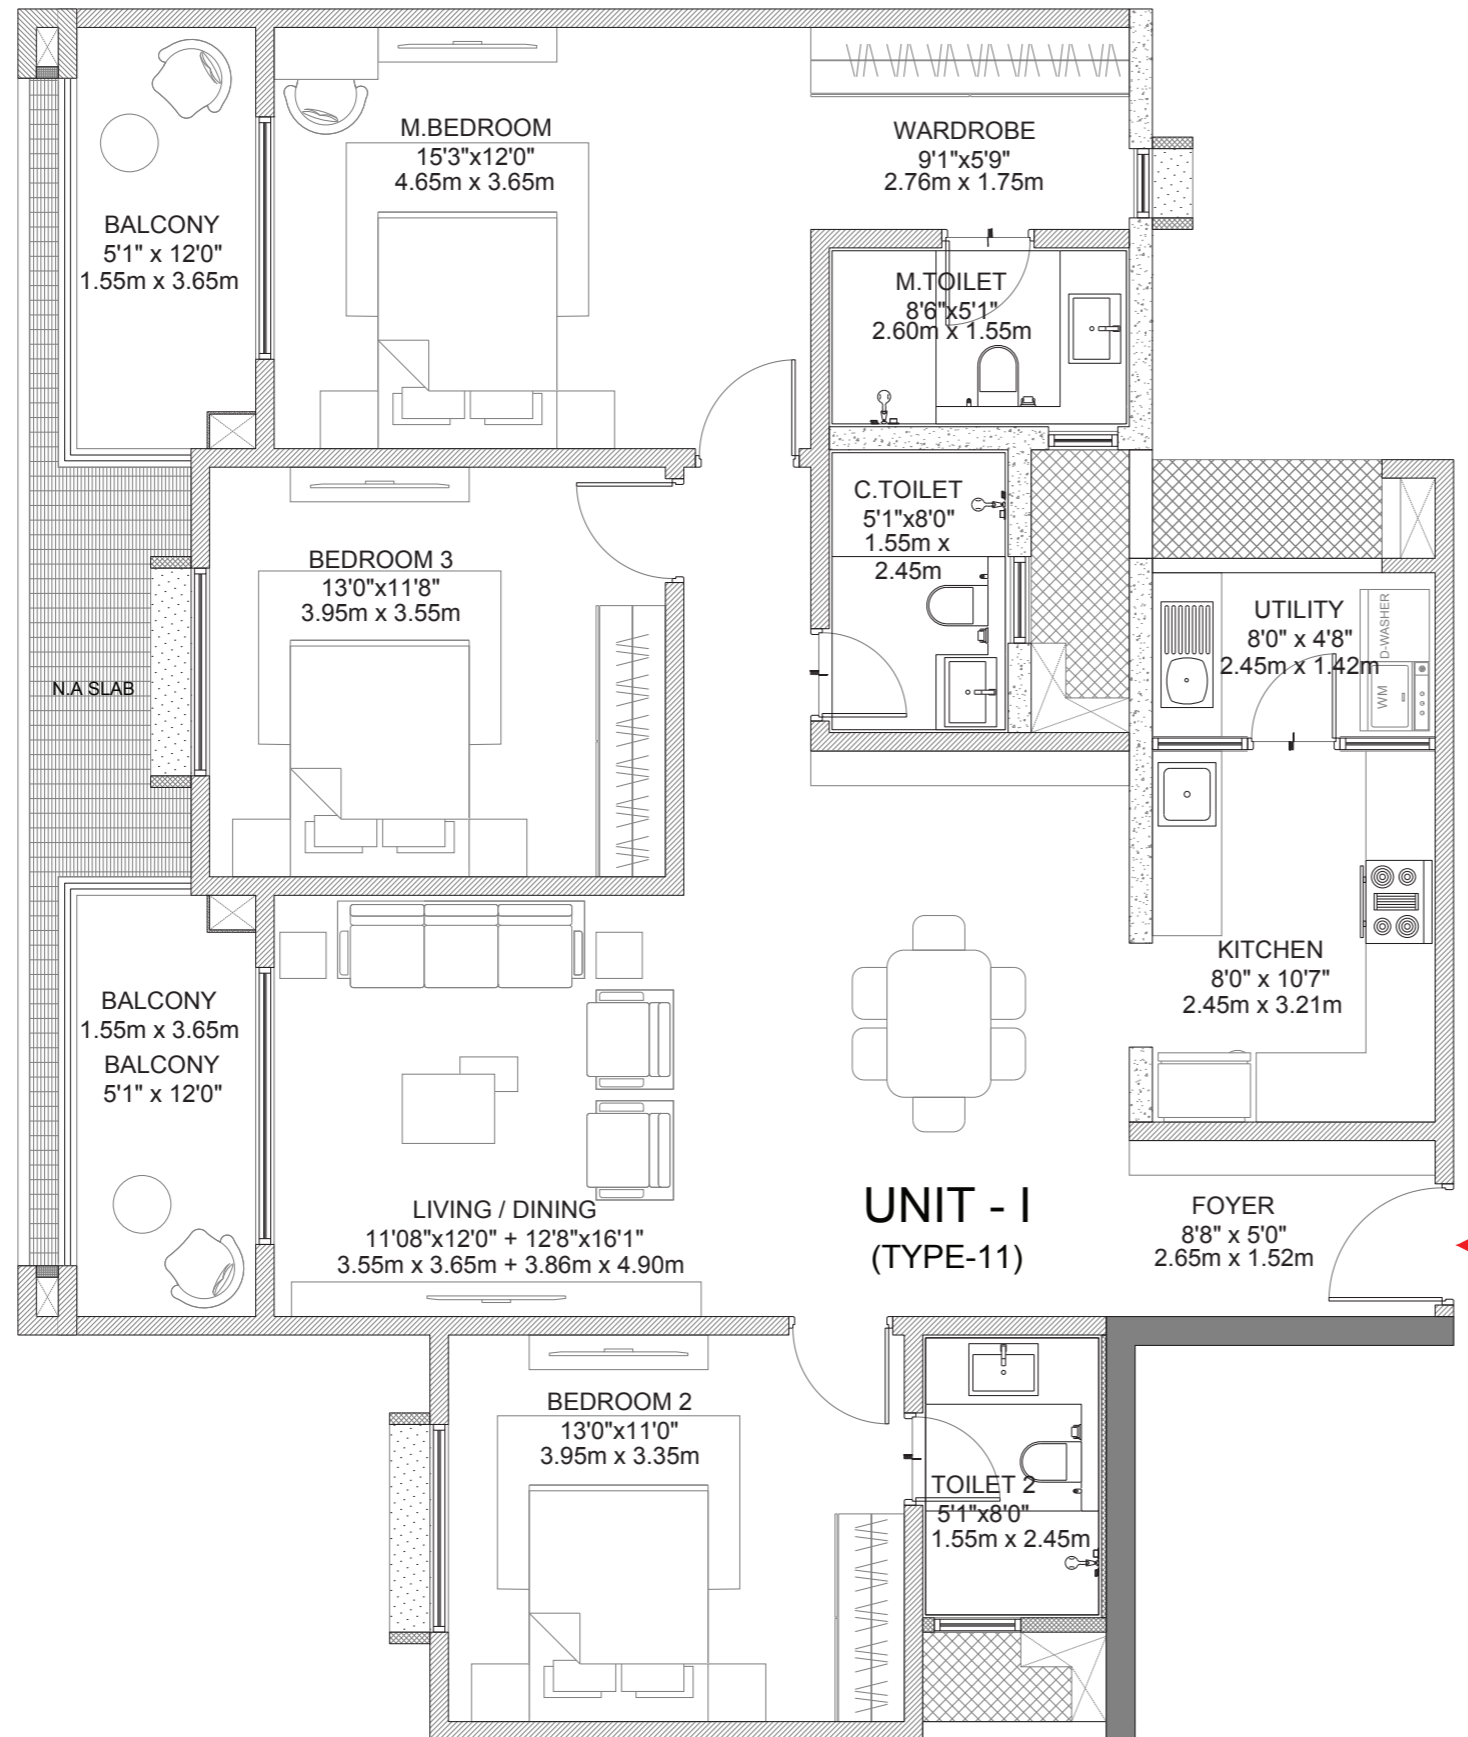 M.BEDROOM
15'3"x12'0"
4.65m x 3.65m
WARDROBE
9'1"x5'9"
2.76m x 1.75m
BALCONY
5'1" x 12'0"
1.55m x 3.65m
M.TOILET
8'6"x5'1"
2.60m x 1.55m
C.TOILET
5'1"x8'0"
1.55m x
2.45m
BEDROOM 3
13'0"x11'8"
3.95m x 3.55m
UTILITY
8'0" x 4'8"
2.45m x 1.42m
D-WASHER
WM
N.A SLAB
KITCHEN
8'0" x 10'7"
2.45m x 3.21m
BALCONY
1.55m x 3.65m
BALCONY
5'1" x 12'0"
LIVING / DINING
11'08"x12'0" + 12'8"x16'1"
3.55m x 3.65m + 3.86m x 4.90m
UNIT - I
(TYPE-11)
FOYER
8'8" x 5'0"
2.65m x 1.52m
BEDROOM 2
13'0"x11'0"
3.95m x 3.35m
TOILET 2
5'1"x8'0"
1.55m x 2.45m